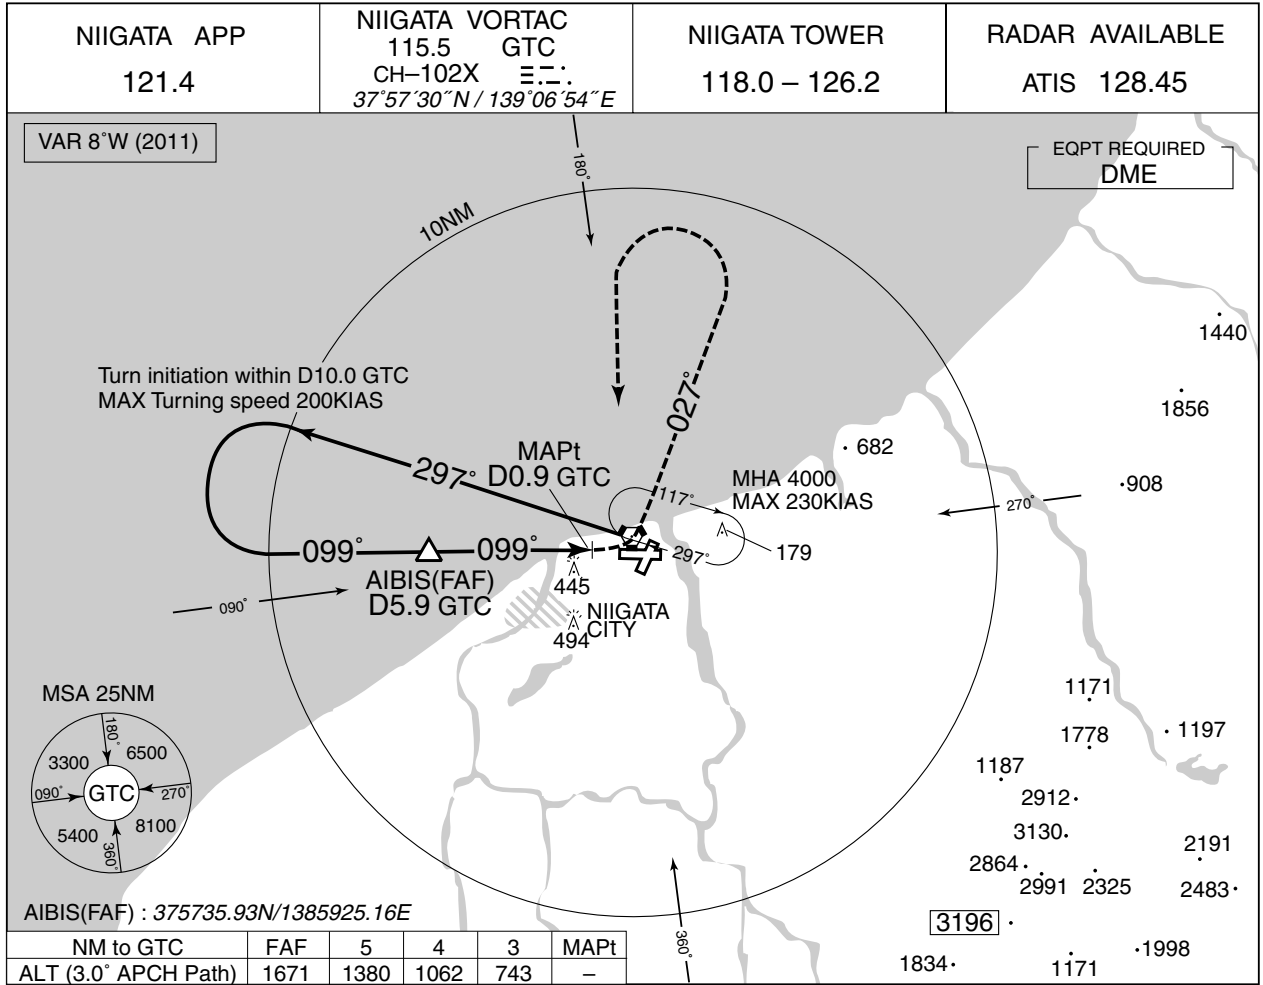 NIIGATA APP
121.4
NIIGATA VORTAC
115.5 GTC
CH–102X
37°57´30˝N / 139°06´54˝E
NIIGATA TOWER
118.0 – 126.2
RADAR AVAILABLE
ATIS 128.45
VAR 8°W (2011)
EQPT REQUIRED
DME
180°
10NM
1440
Turn initiation within D10.0 GTC
MAX Turning speed 200KIAS
027°
1856
MAPt
D0.9 GTC
682
297°
MHA 4000
MAX 230KIAS
908
117°
270°
099°
099°
297°
179
AIBIS(FAF)
D5.9 GTC
445
090°
NIIGATA
CITY
494
MSA 25NM
180°
3300
6500
090°
GTC
270°
5400
8100
360°
1171
1778
1197
1187
2912
3130
2191
2864
2991
2325
2483
3196
360°
1998
1834
1171
AIBIS(FAF) : 375735.93N/1385925.16E
NM to GTC FAF 5 4 3 MAPt
ALT (3.0° APCH Path) 1671 1380 1062 743 –